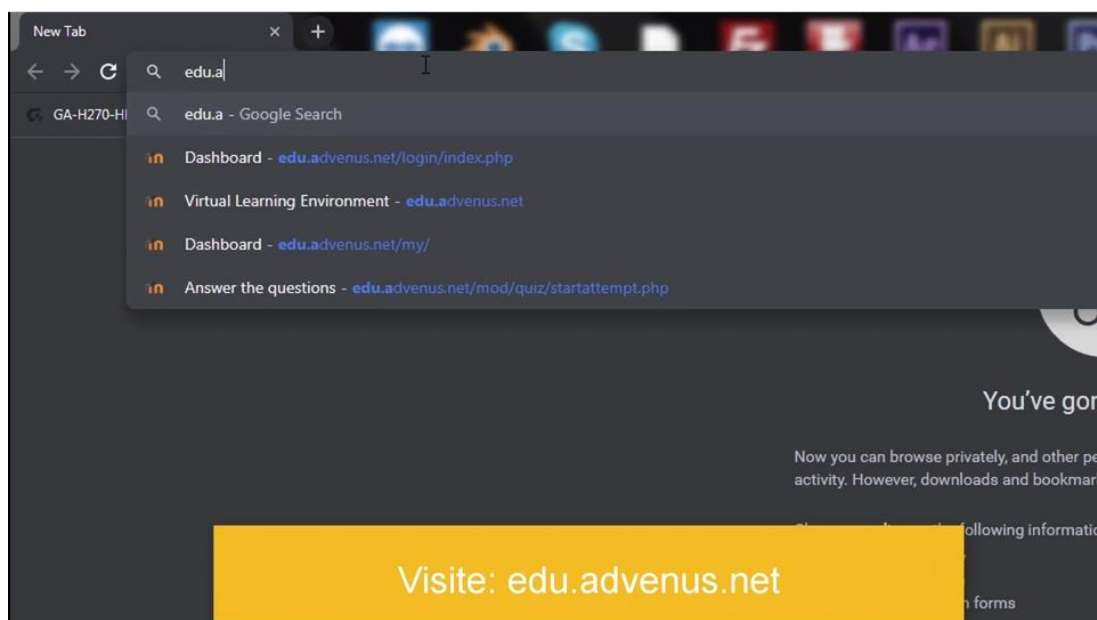 New Tab
edu.a
GA-H270-H
edu.a - Google Search
Dashboard - edu.advenus.net/login/index.php
Virtual Learning Environment - edu.advenus.net
Dashboard - edu.advenus.net/my/
Answer the questions - edu.advenus.net/mod/quiz/startattempt.php
You've gon
Now you can browse privately, and other pe
activity. However, downloads and bookmar
ollowing informatio
forms
Visite: edu.advenus.net